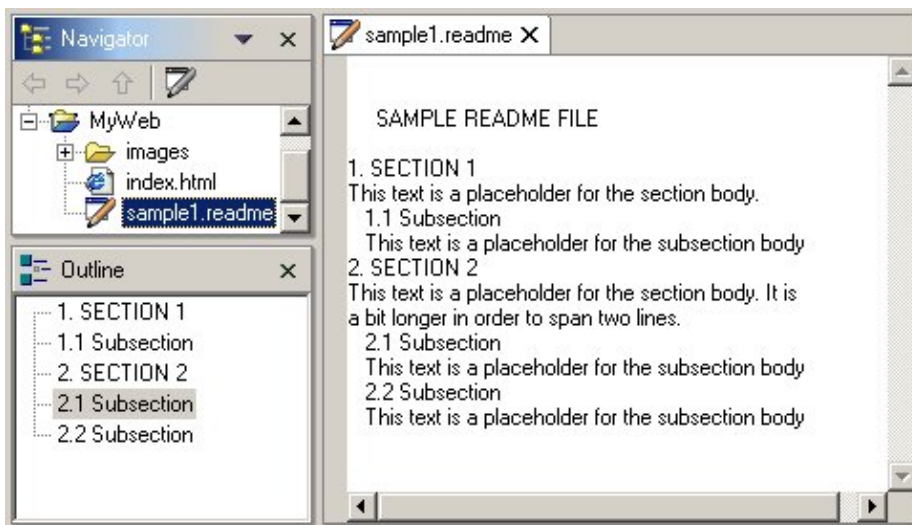 Navigator
MyWeb
images
index.html
sample1.readme
Outline
1. SECTION 1
1.1 Subsection
2. SECTION 2
2.1 Subsection
2.2 Subsection
sample1.readme
SAMPLE README FILE
1. SECTION 1
This text is a placeholder for the section body.
1.1 Subsection
This text is a placeholder for the subsection body
2. SECTION 2
This text is a placeholder for the section body. It is
a bit longer in order to span two lines.
2.1 Subsection
This text is a placeholder for the subsection body
2.2 Subsection
This text is a placeholder for the subsection body